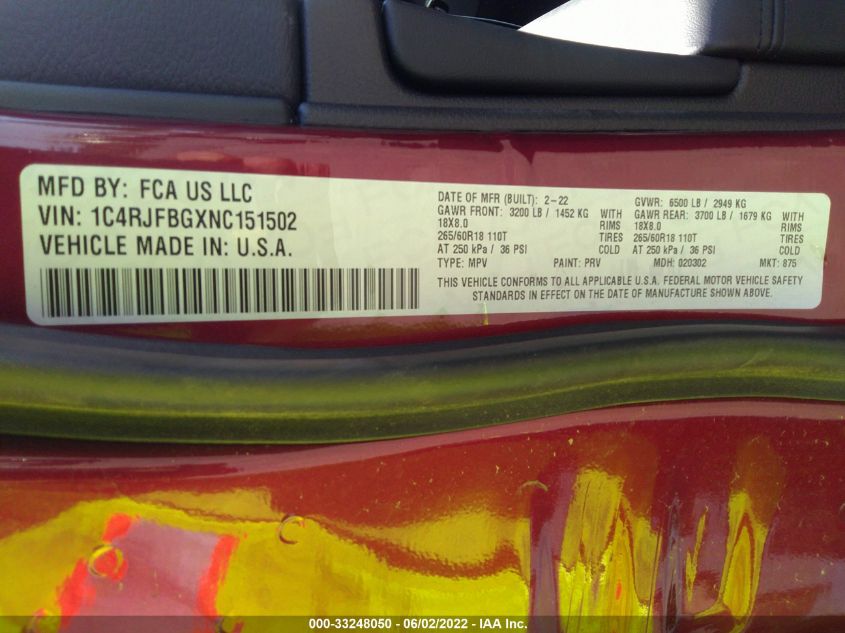 MFD BY: FCA US LLC
VIN: 1C4RJFBGXNC151502
VEHICLE MADE IN: U.S.A.
DATE OF MFR (BUILT): 2-22 GVWR: 6500 LB / 2949 KG
GAWR FRONT: 3200 LB / 1452 KG WITH GAWR REAR: 3700 LB / 1679 KG WITH
18X8.0 RIMS 18X8.0 RIMS
265/60R18 110T TIRES 265/60R18 110T TIRES
AT 250 kPa / 36 PSI COLD AT 250 kPa / 36 PSI COLD
TYPE: MPV PAINT: PRV MDH: 020302 MKT: 875
THIS VEHICLE CONFORMS TO ALL APPLICABLE U.S.A. FEDERAL MOTOR VEHICLE SAFETY
STANDARDS IN EFFECT ON THE DATE OF MANUFACTURE SHOWN ABOVE.
000-33248050 - 06/02/2022 - IAA Inc.